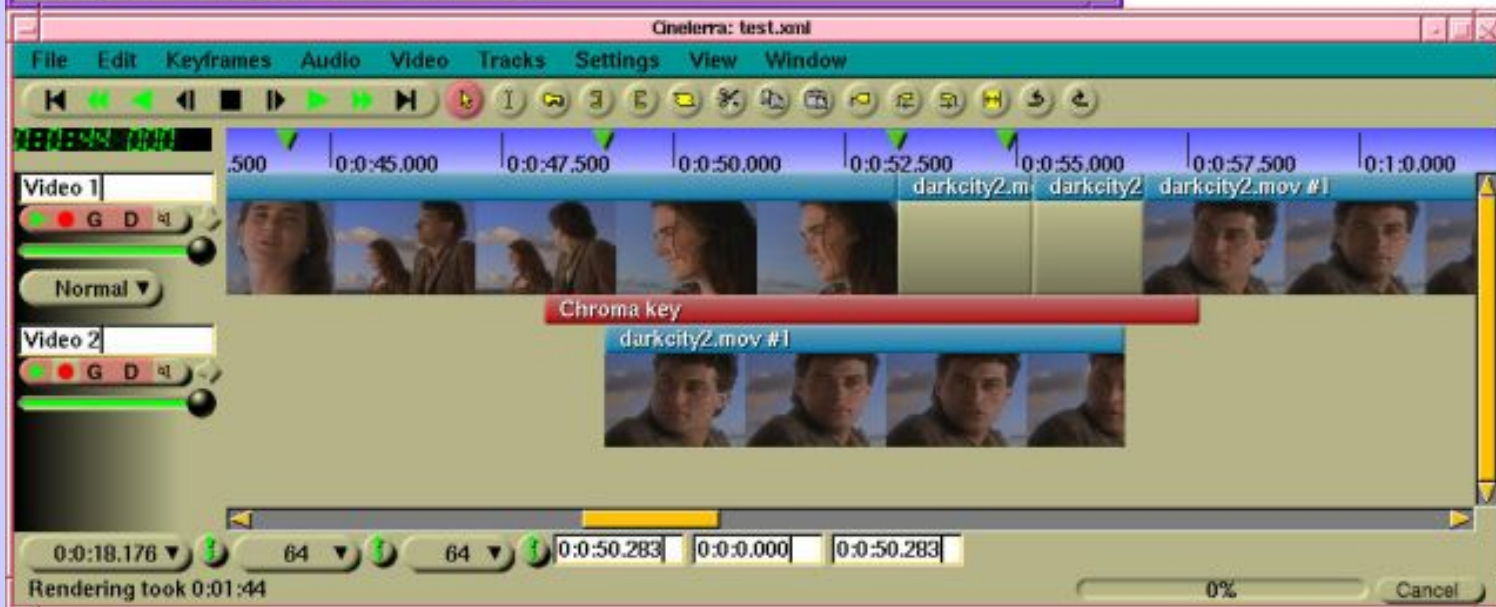 Cinelerra: test.xml
File Edit Keyframes Audio Video Tracks Settings View Window
.500 0:0:45.000 0:0:47.500 0:0:50.000 0:0:52.500 0:0:55.000 0:0:57.500 0:1:0.000
Video 1
darkcity2.m darkcity2 darkcity2.mov #1
G D
Normal
Chroma key
Video 2
darkcity2.mov #1
G D
0:0:18.176 64 64 0:0:50.283 0:0:0.000 0:0:50.283
Rendering took 0:01:44 0% Cancel